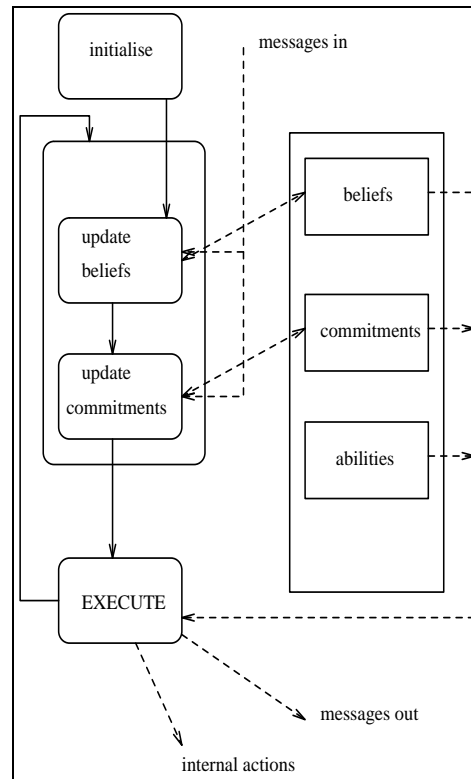 initialise
messages in
update
beliefs
beliefs
update
commitments
commitments
abilities
EXECUTE
messages out
internal actions